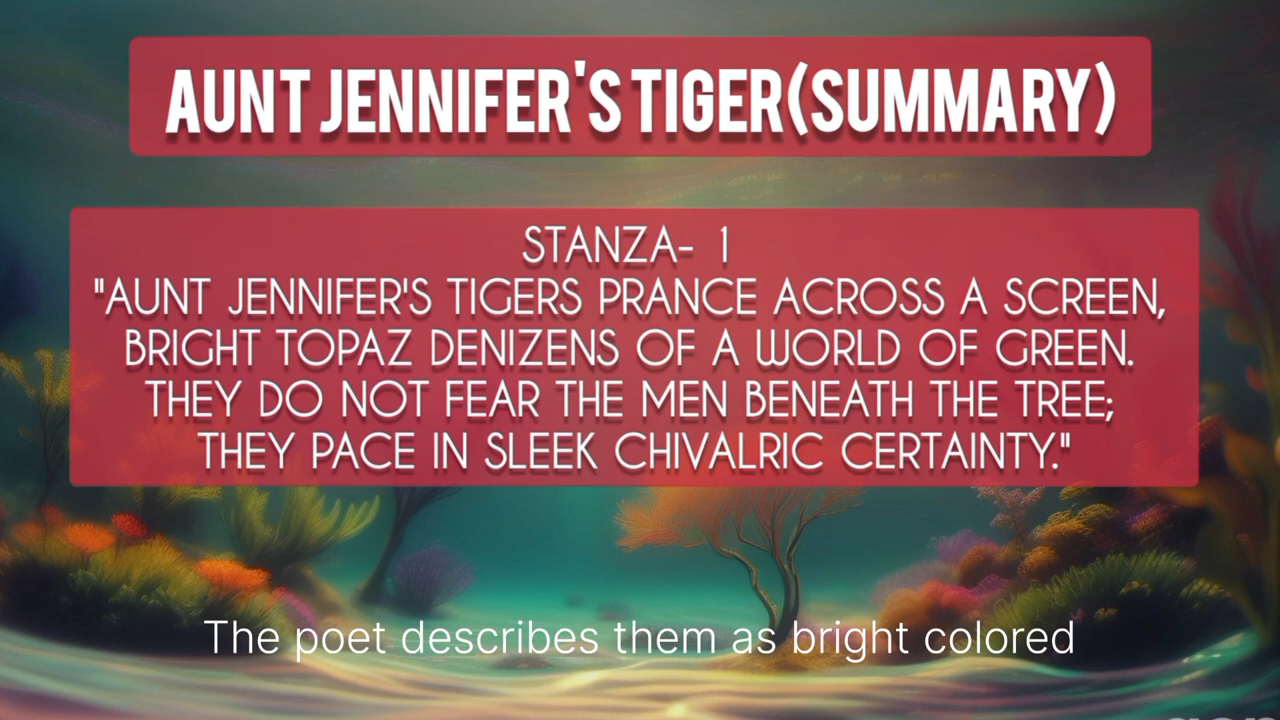 AUNT JENNIFER'S TIGER(SUMMARY)
STANZA- 1
"AUNT JENNIFER'S TIGERS PRANCE ACROSS A SCREEN,
BRIGHT TOPAZ DENIZENS OF A WORLD OF GREEN.
THEY DO NOT FEAR THE MEN BENEATH THE TREE;
THEY PACE IN SLEEK CHIVALRIC CERTAINTY."
The poet describes them as bright colored